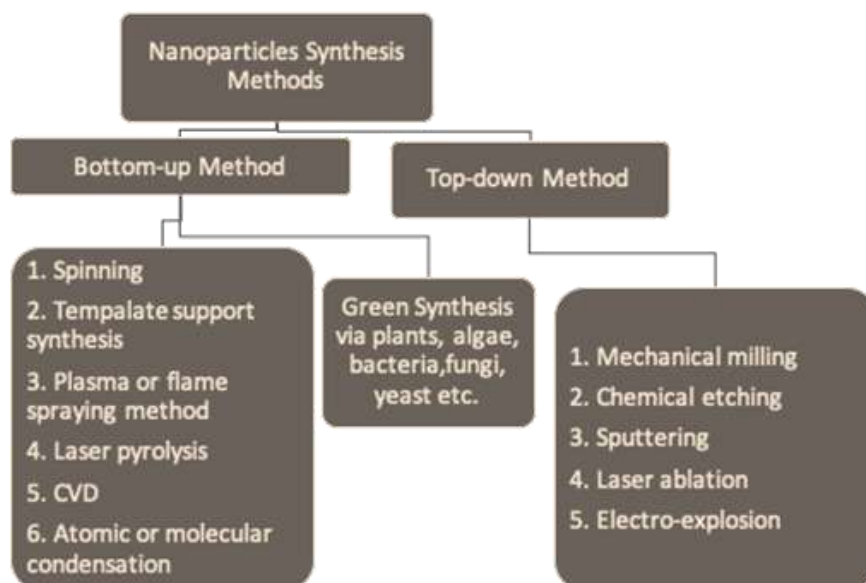 Nanoparticles Synthesis
Methods
Bottom-up Method
Top-down Method
1. Spinning
2. Tempalate support
synthesis
3. Plasma or flame
spraying method
4. Laser pyrolysis
5. CVD
6. Atomic or molecular
condensation
Green Synthesis
via plants, algae,
bacteria,fungi,
yeast etc.
1. Mechanical milling
2. Chemical etching
3. Sputtering
4. Laser ablation
5. Electro-explosion